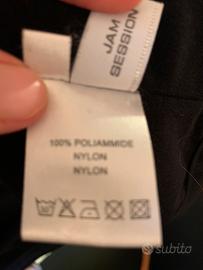 JAM
SESSION
100% POLIAMMIDE
NYLON
NYLON
subito